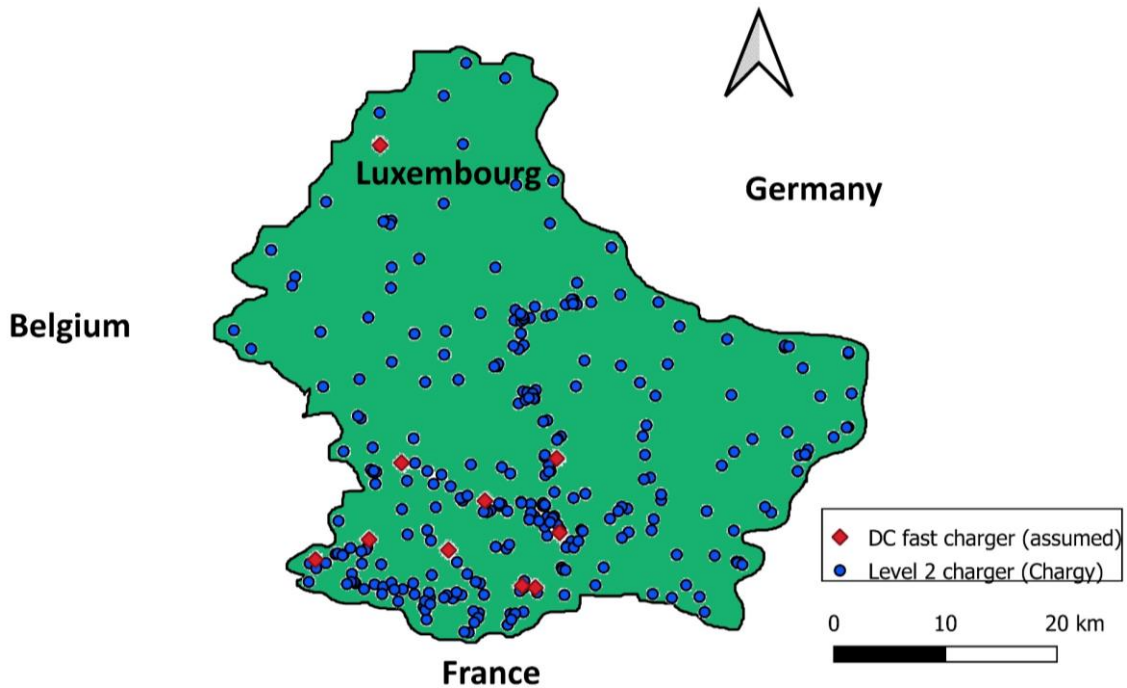 Luxembourg
Germany
Belgium
DC fast charger (assumed)
Level 2 charger (Chargy)
0 10 20 km
France